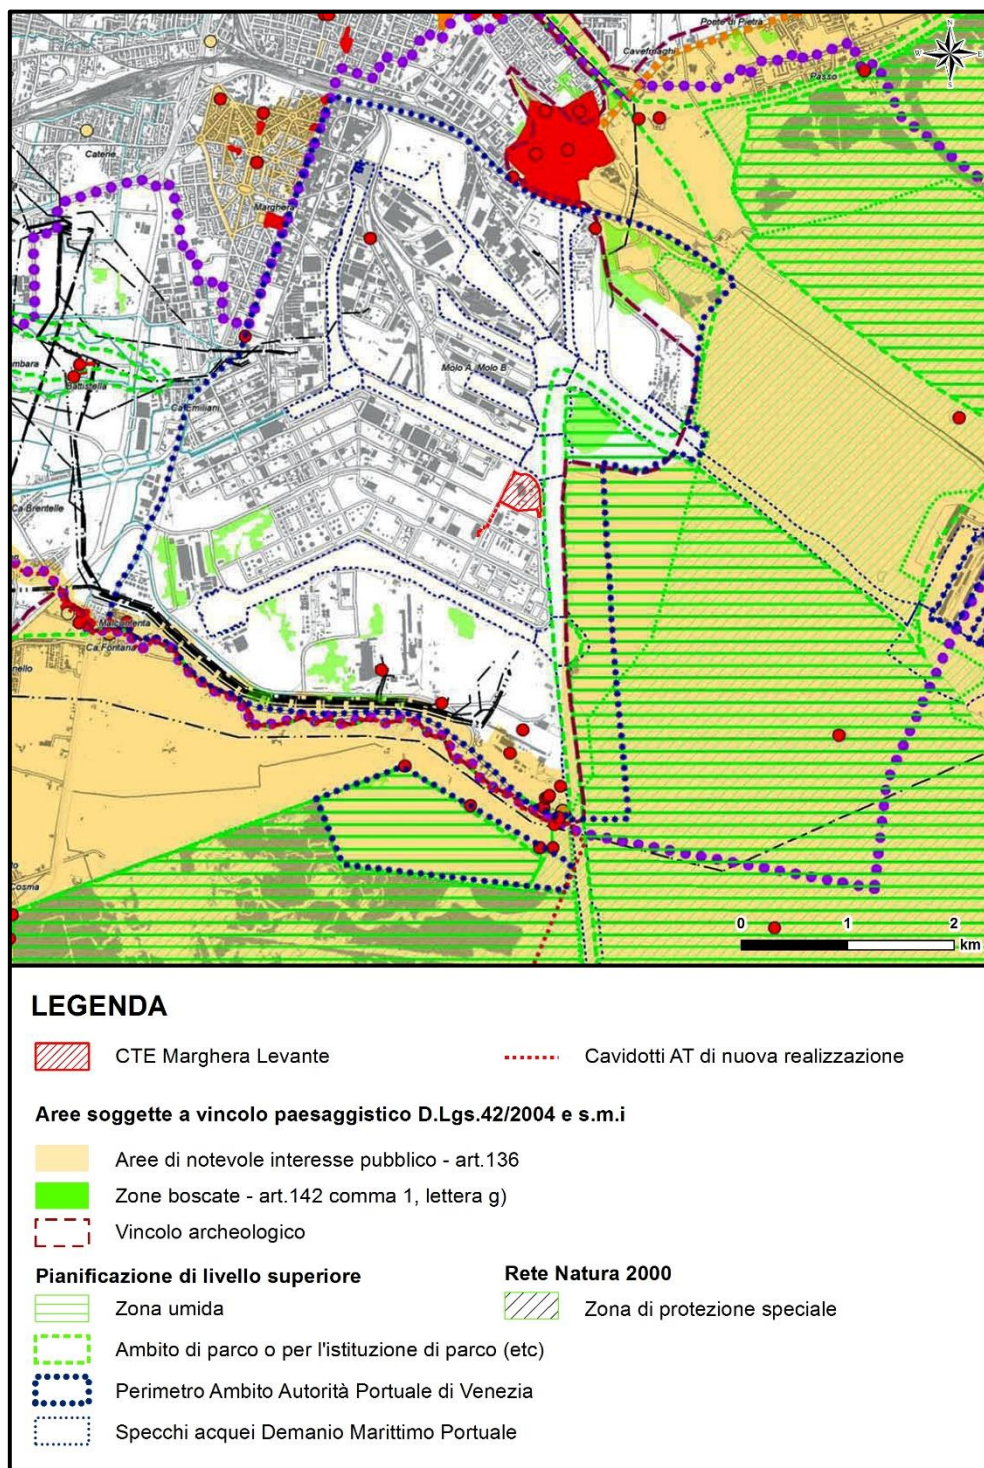 Ponte di Pietra
N
W
E
S
Cavergnaghi
Passo
Catene
Marghera
mbara
Battistella
Molo A
Molo B
Ca Emiliani
Ca Brentelle
Malcontenta
Ca Fontana
nello
Cosma
0 1 2
km
LEGENDA
CTE Marghera Levante
Cavidotti AT di nuova realizzazione
Aree soggette a vincolo paesaggistico D.Lgs.42/2004 e s.m.i
Aree di notevole interesse pubblico - art.136
Zone boscate - art.142 comma 1, lettera g)
Vincolo archeologico
Pianificazione di livello superiore
Rete Natura 2000
Zona umida
Zona di protezione speciale
Ambito di parco o per l'istituzione di parco (etc)
Perimetro Ambito Autorità Portuale di Venezia
Specchi acquei Demanio Marittimo Portuale